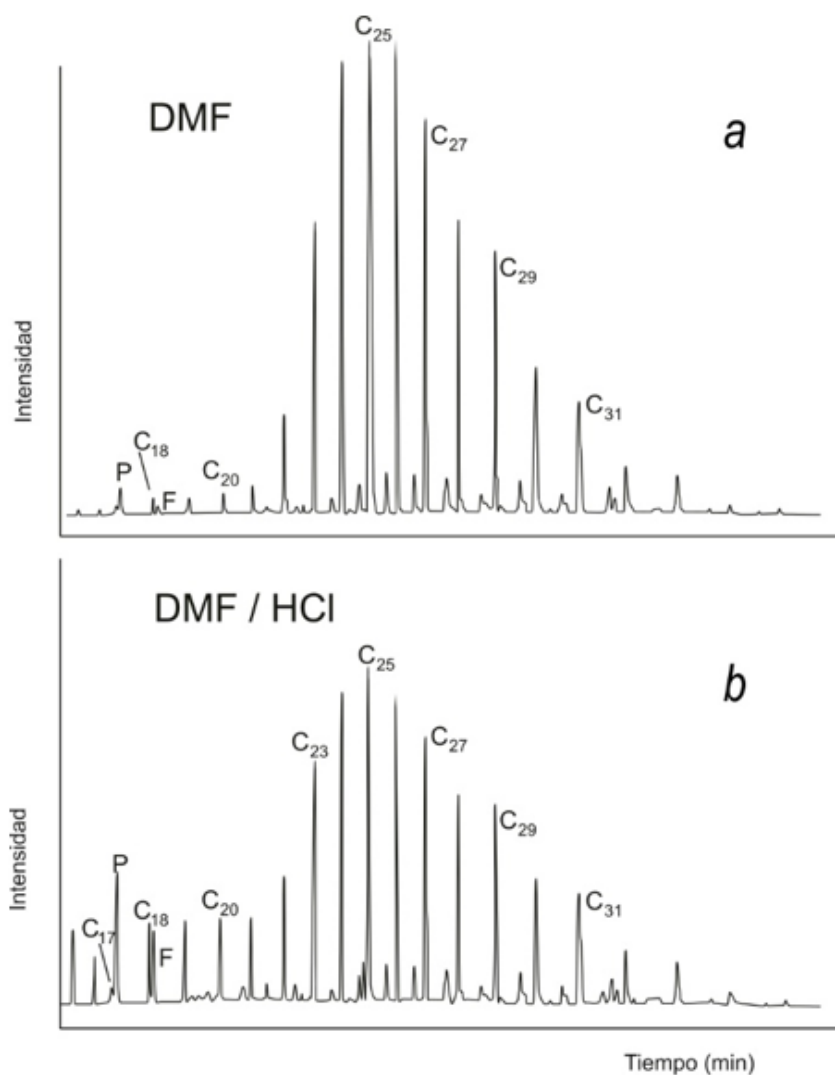 C₂₅
DMF
a
C₂₇
C₂₉
Intensidad
C₃₁
C₁₈
P
F
C₂₀
DMF / HCl
C₂₅
b
C₂₃
C₂₇
C₂₉
Intensidad
P
C₁₇
C₁₈
F
C₂₀
C₃₁
Tiempo (min)